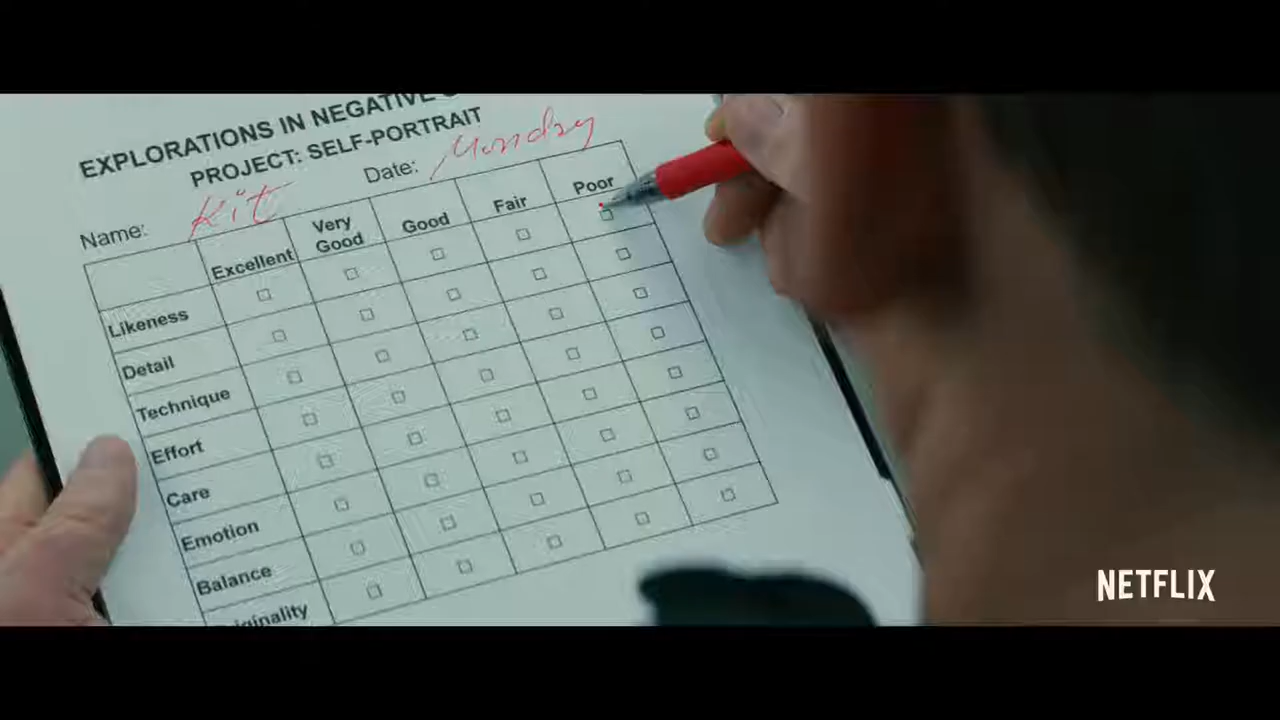 EXPLORATIONS IN NEGATIVE
PROJECT: SELF-PORTRAIT
Name: Kit Date: Monday
Excellent Very Good Good Fair Poor
Likeness
Detail
Technique
Effort
Care
Emotion
Balance
NETFLIX